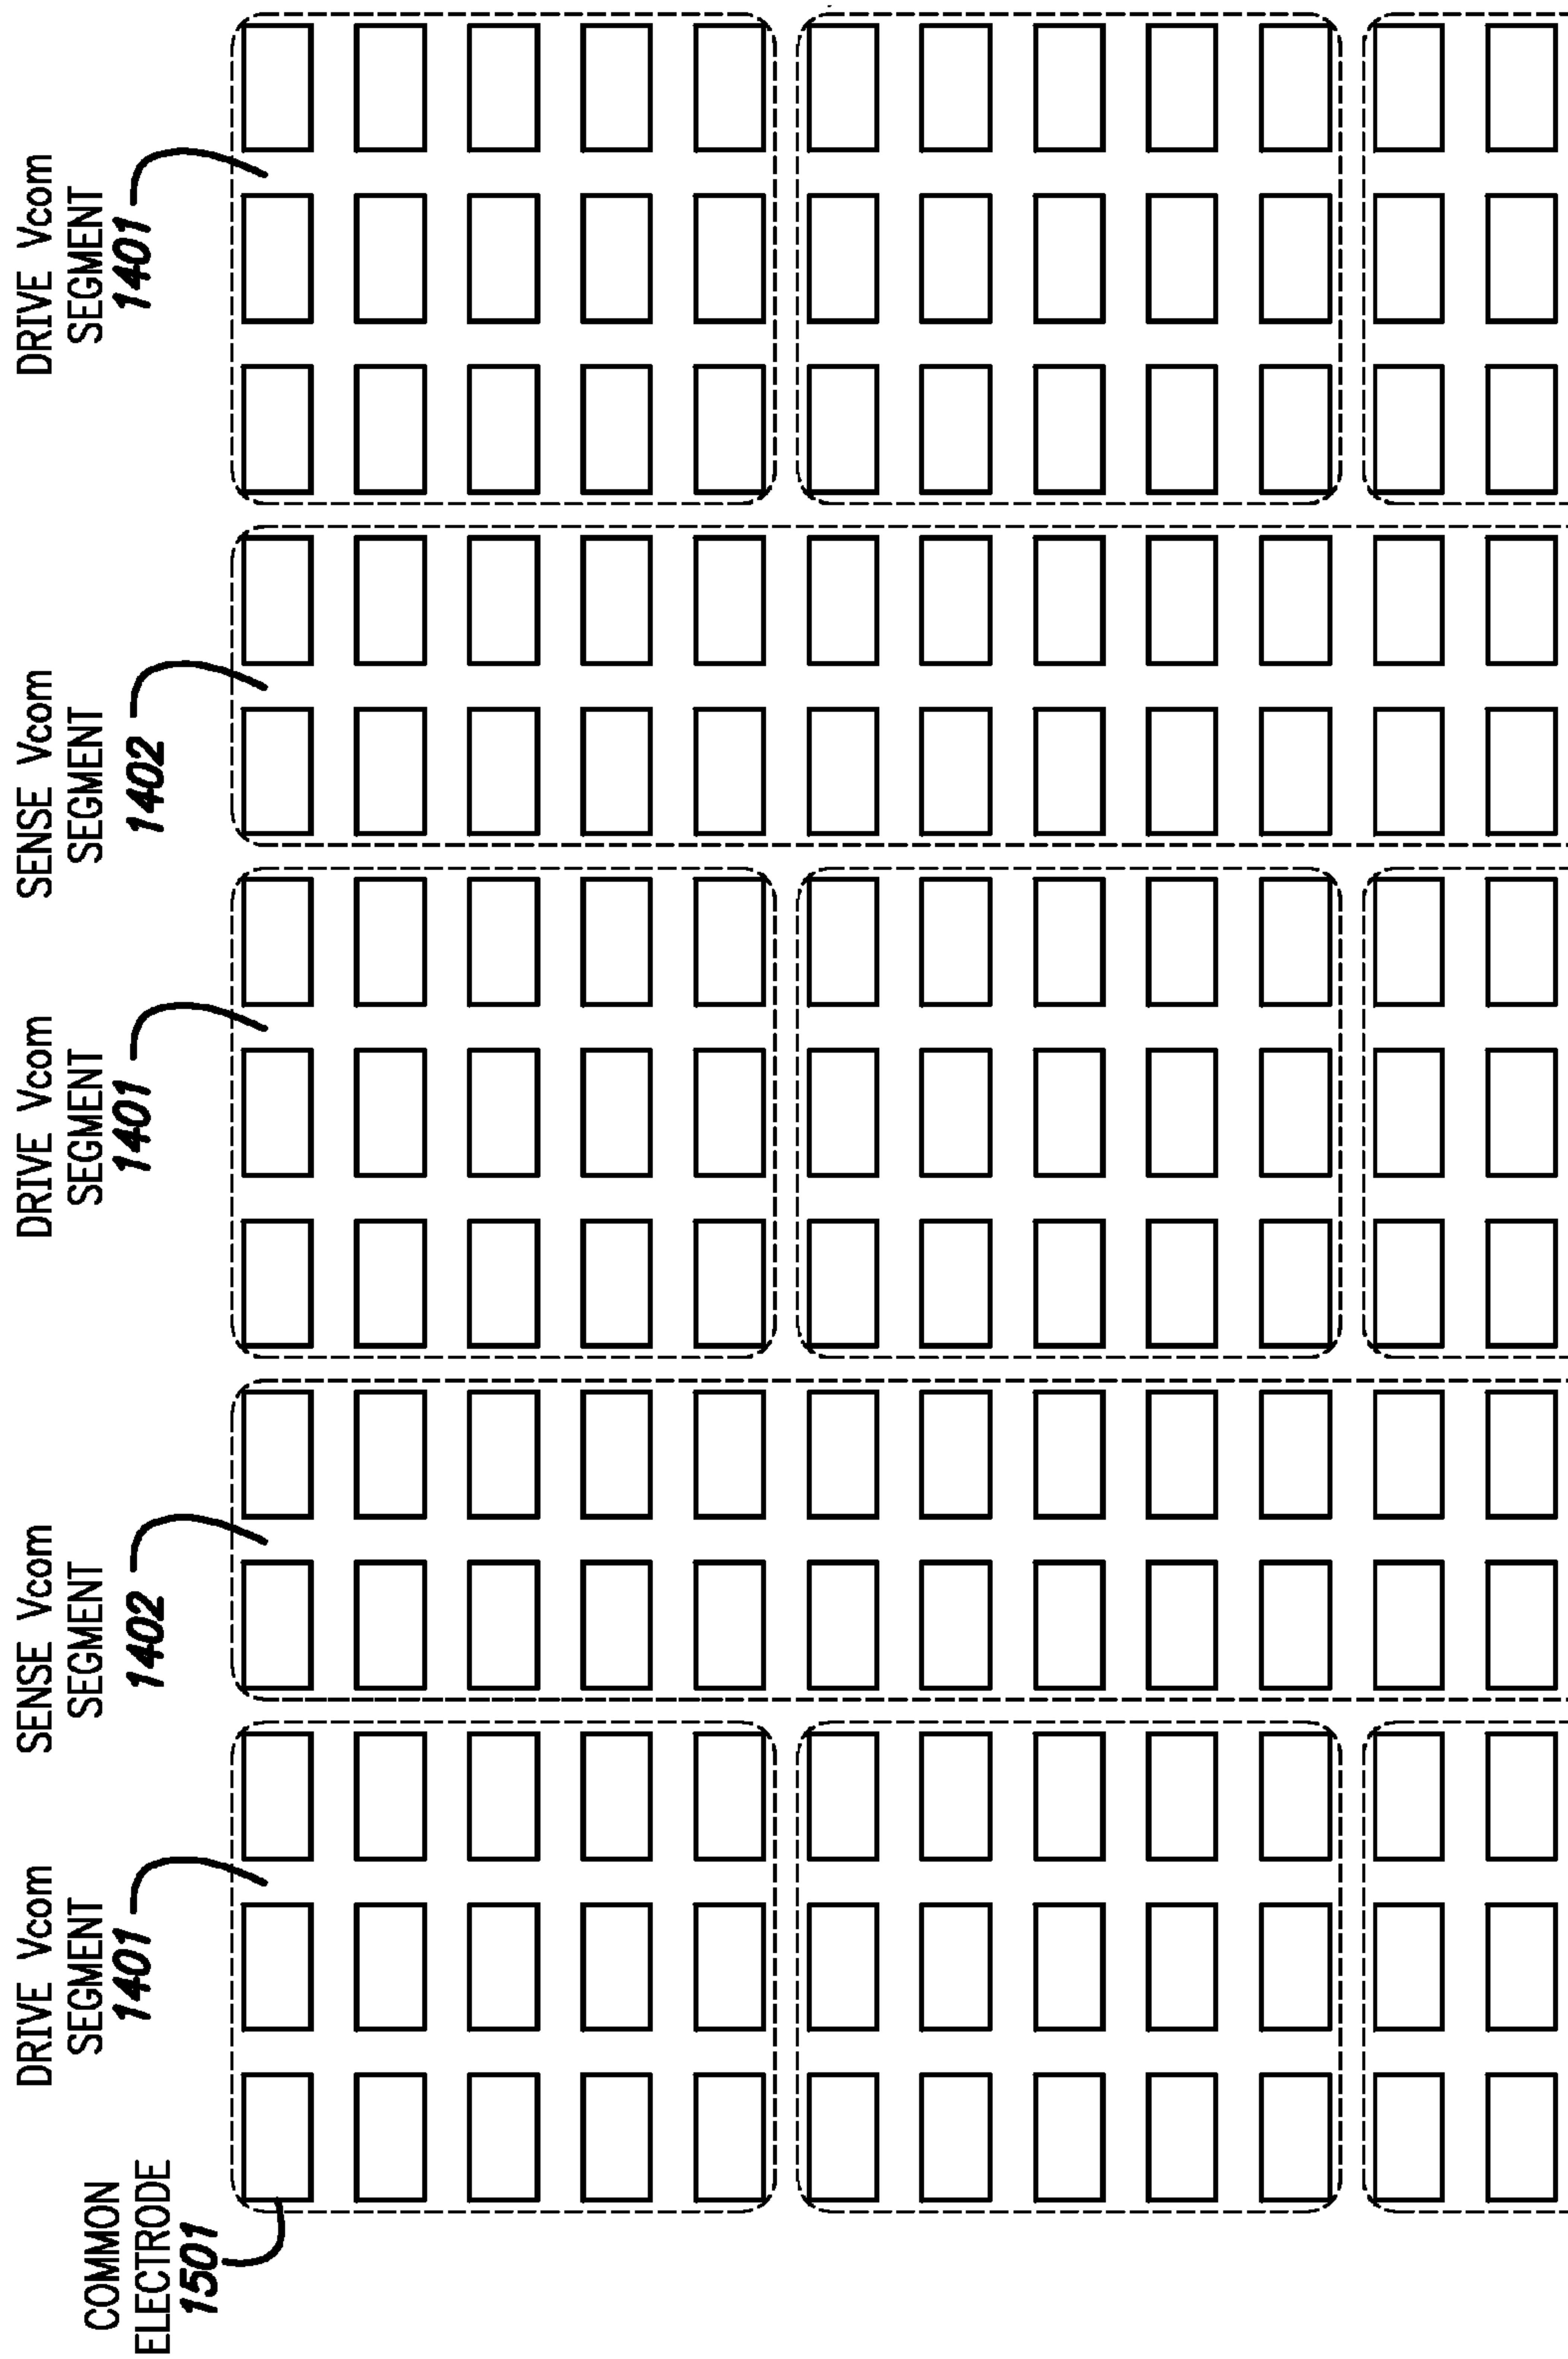 COMMON
ELECTRODE
1501
DRIVE Vcom
SEGMENT
1401
SENSE Vcom
SEGMENT
1402
DRIVE Vcom
SEGMENT
1401
SENSE Vcom
SEGMENT
1402
DRIVE Vcom
SEGMENT
1401